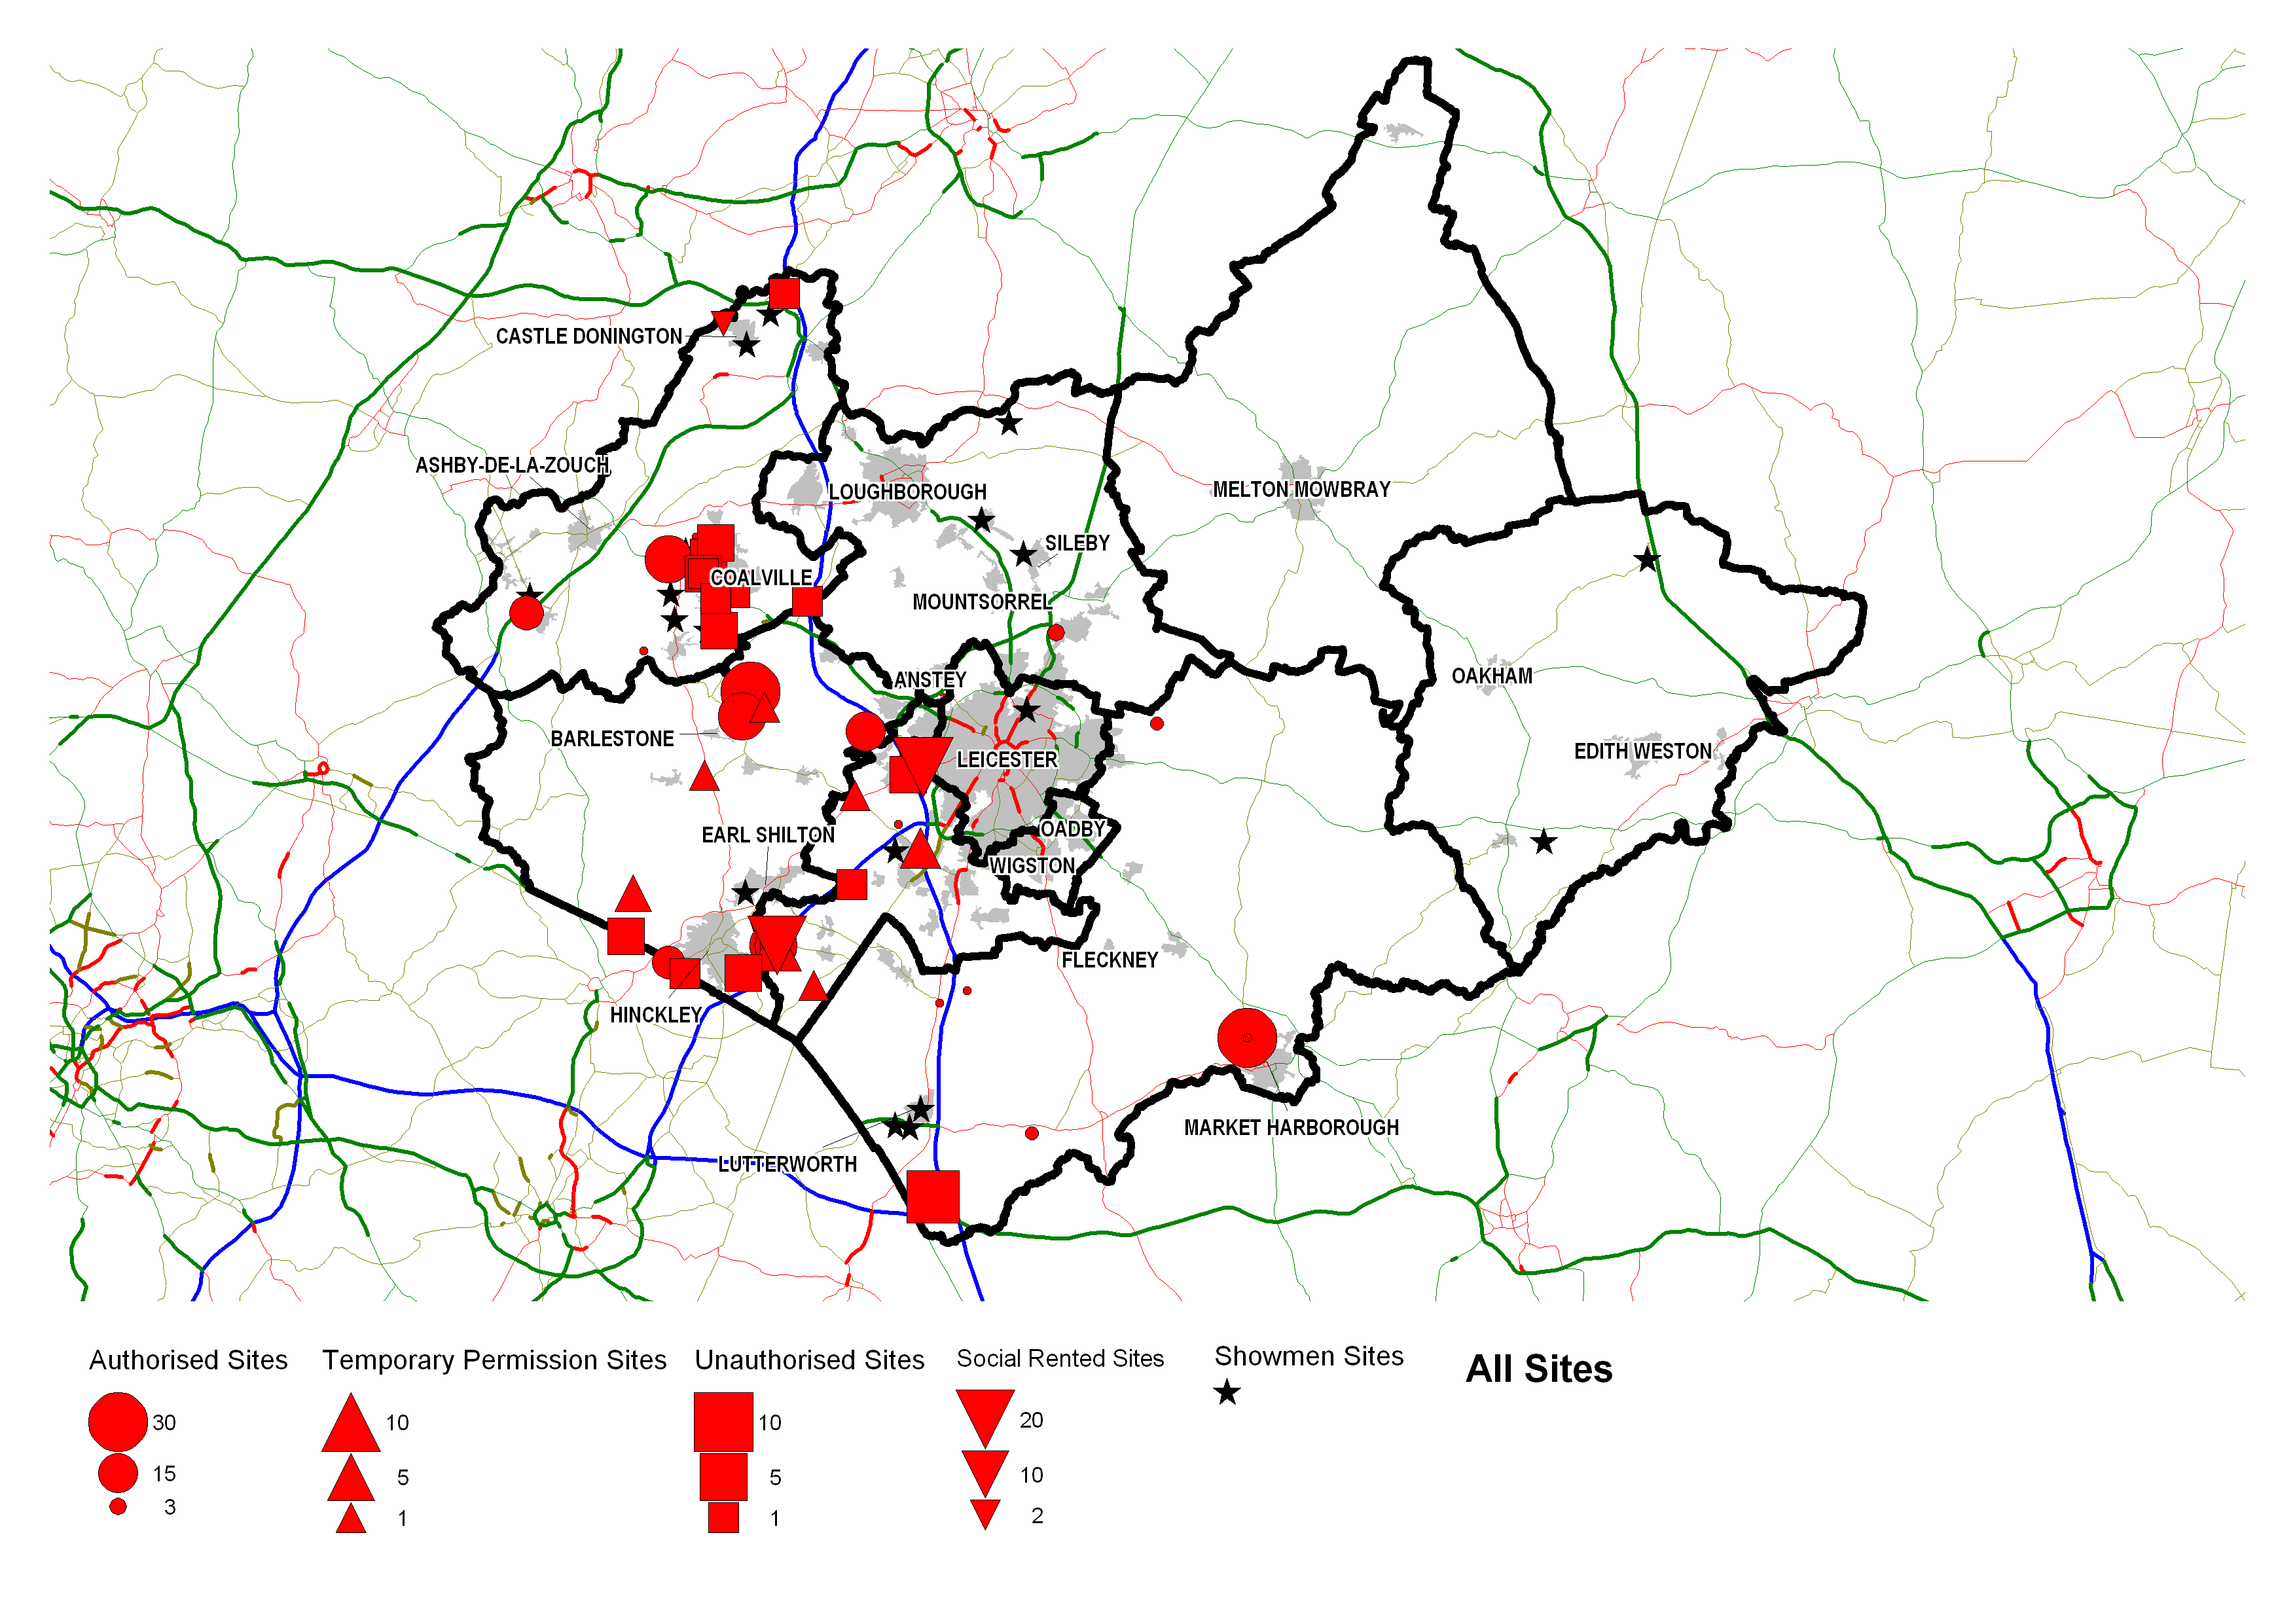 CASTLE DONINGTON
ASHBY-DE-LA-ZOUCH
LOUGHBOROUGH
MELTON MOWBRAY
SILEBY
COALVILLE
MOUNTSORREL
OAKHAM
ANSTEY
BARLESTONE
EDITH WESTON
LEICESTER
EARL SHILTON
OADBY
WIGSTON
FLECKNEY
HINCKLEY
MARKET HARBOROUGH
LUTTERWORTH
Authorised Sites
30
15
3
Temporary Permission Sites
10
5
1
Unauthorised Sites
10
5
1
Social Rented Sites
20
10
2
Showmen Sites
All Sites